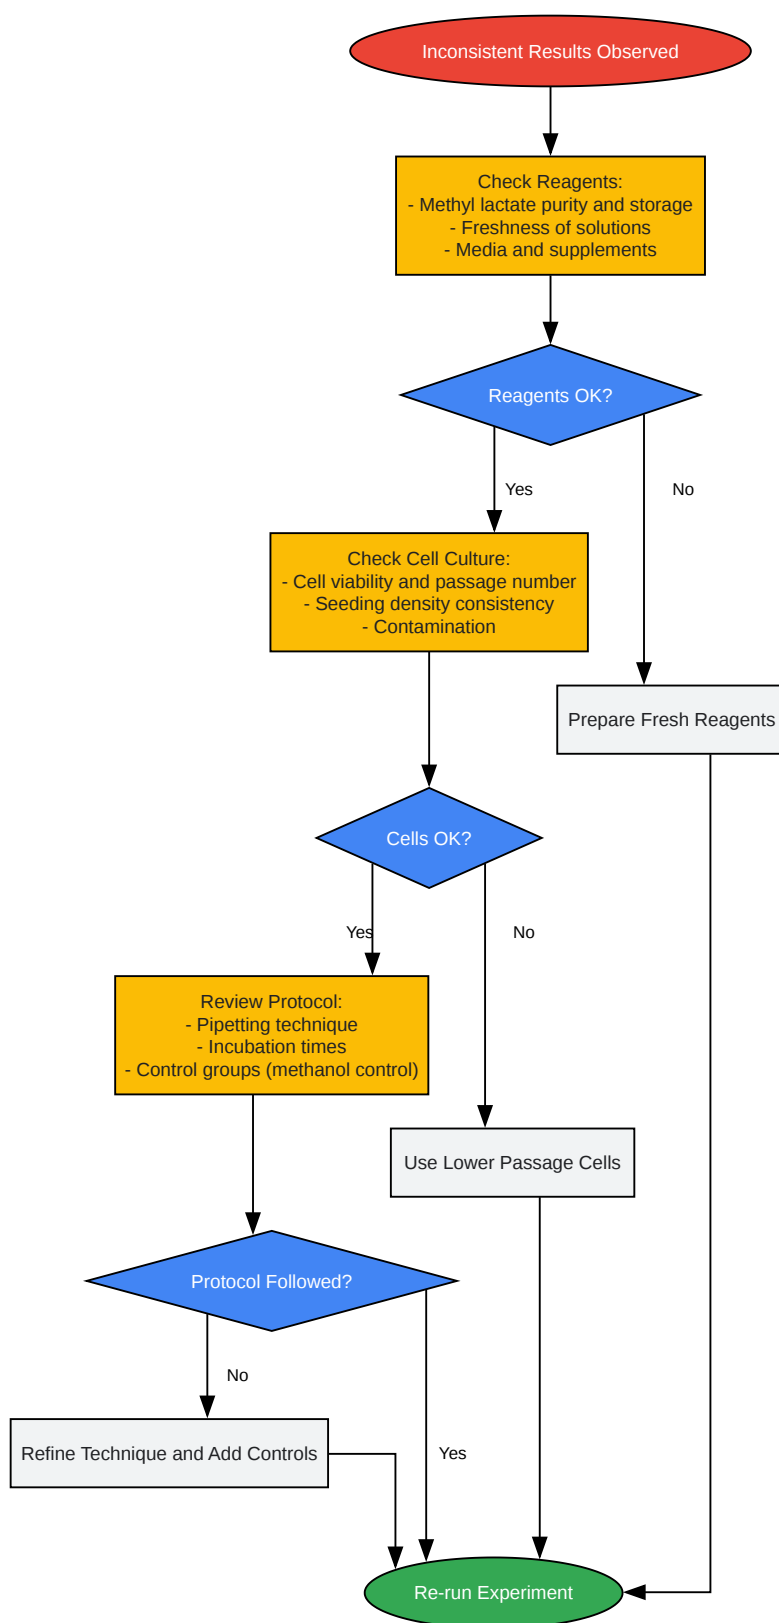 Inconsistent Results Observed
Check Reagents:
- Methyl lactate purity and storage
- Freshness of solutions
- Media and supplements
Reagents OK?
Yes
No
Check Cell Culture:
- Cell viability and passage number
- Seeding density consistency
- Contamination
Prepare Fresh Reagents
Cells OK?
Yes
No
Review Protocol:
- Pipetting technique
- Incubation times
- Control groups (methanol control)
Use Lower Passage Cells
Protocol Followed?
No
Refine Technique and Add Controls
Yes
Re-run Experiment